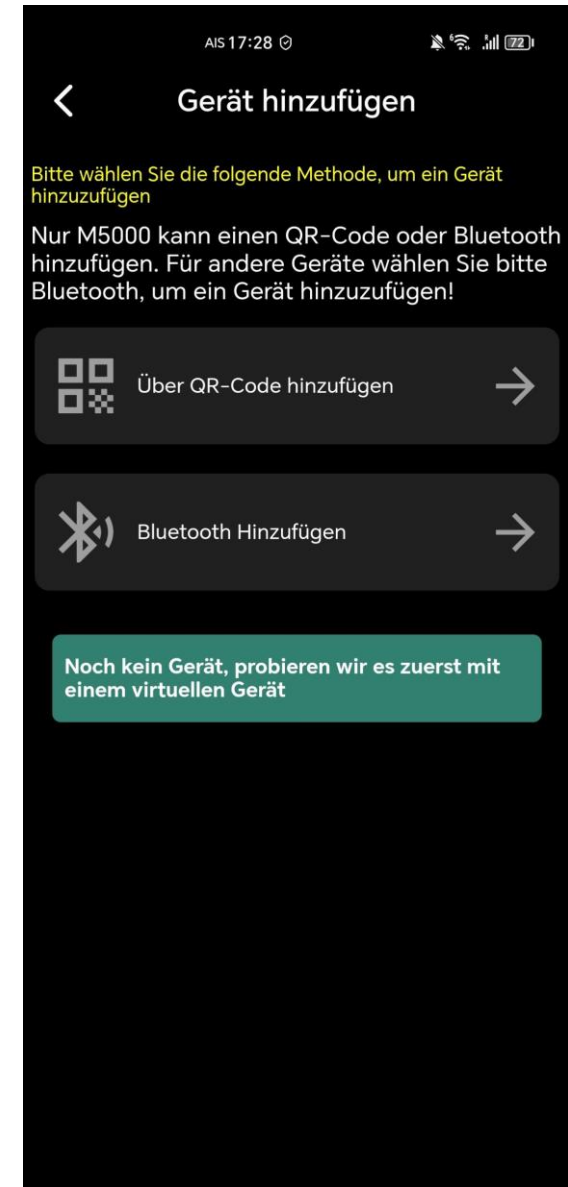 AIS 17:28
6
72
Gerät hinzufügen
Bitte wählen Sie die folgende Methode, um ein Gerät
hinzuzufügen
Nur M5000 kann einen QR-Code oder Bluetooth
hinzufügen. Für andere Geräte wählen Sie bitte
Bluetooth, um ein Gerät hinzuzufügen!
Über QR-Code hinzufügen
Bluetooth Hinzufügen
Noch kein Gerät, probieren wir es zuerst mit
einem virtuellen Gerät